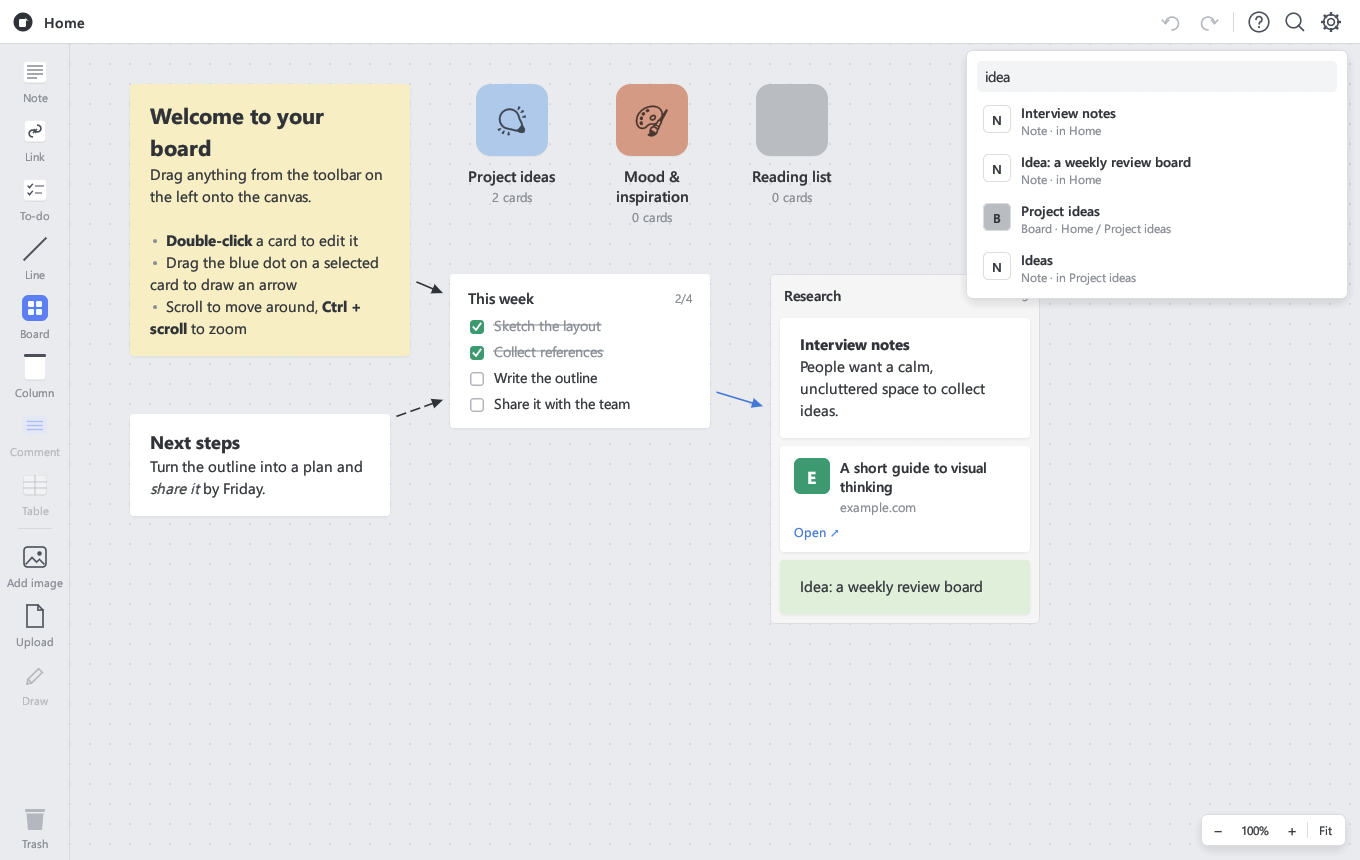 Home
Note
Link
To-do
Line
Board
Column
Comment
Table
Add image
Upload
Draw
Trash
Welcome to your
board
Drag anything from the toolbar on
the left onto the canvas.
• Double-click a card to edit it
• Drag the blue dot on a selected
card to draw an arrow
• Scroll to move around, Ctrl +
scroll to zoom
Next steps
Turn the outline into a plan and
share it by Friday.
Project ideas
2 cards
Mood &
inspiration
0 cards
Reading list
0 cards
This week 2/4
Sketch the layout
Collect references
Write the outline
Share it with the team
Research
Interview notes
People want a calm,
uncluttered space to collect
ideas.
E
A short guide to visual
thinking
example.com
Open ↗
Idea: a weekly review board
idea
N
Interview notes
Note · in Home
N
Idea: a weekly review board
Note · in Home
B
Project ideas
Board · Home / Project ideas
N
Ideas
Note · in Project ideas
− 100% + Fit